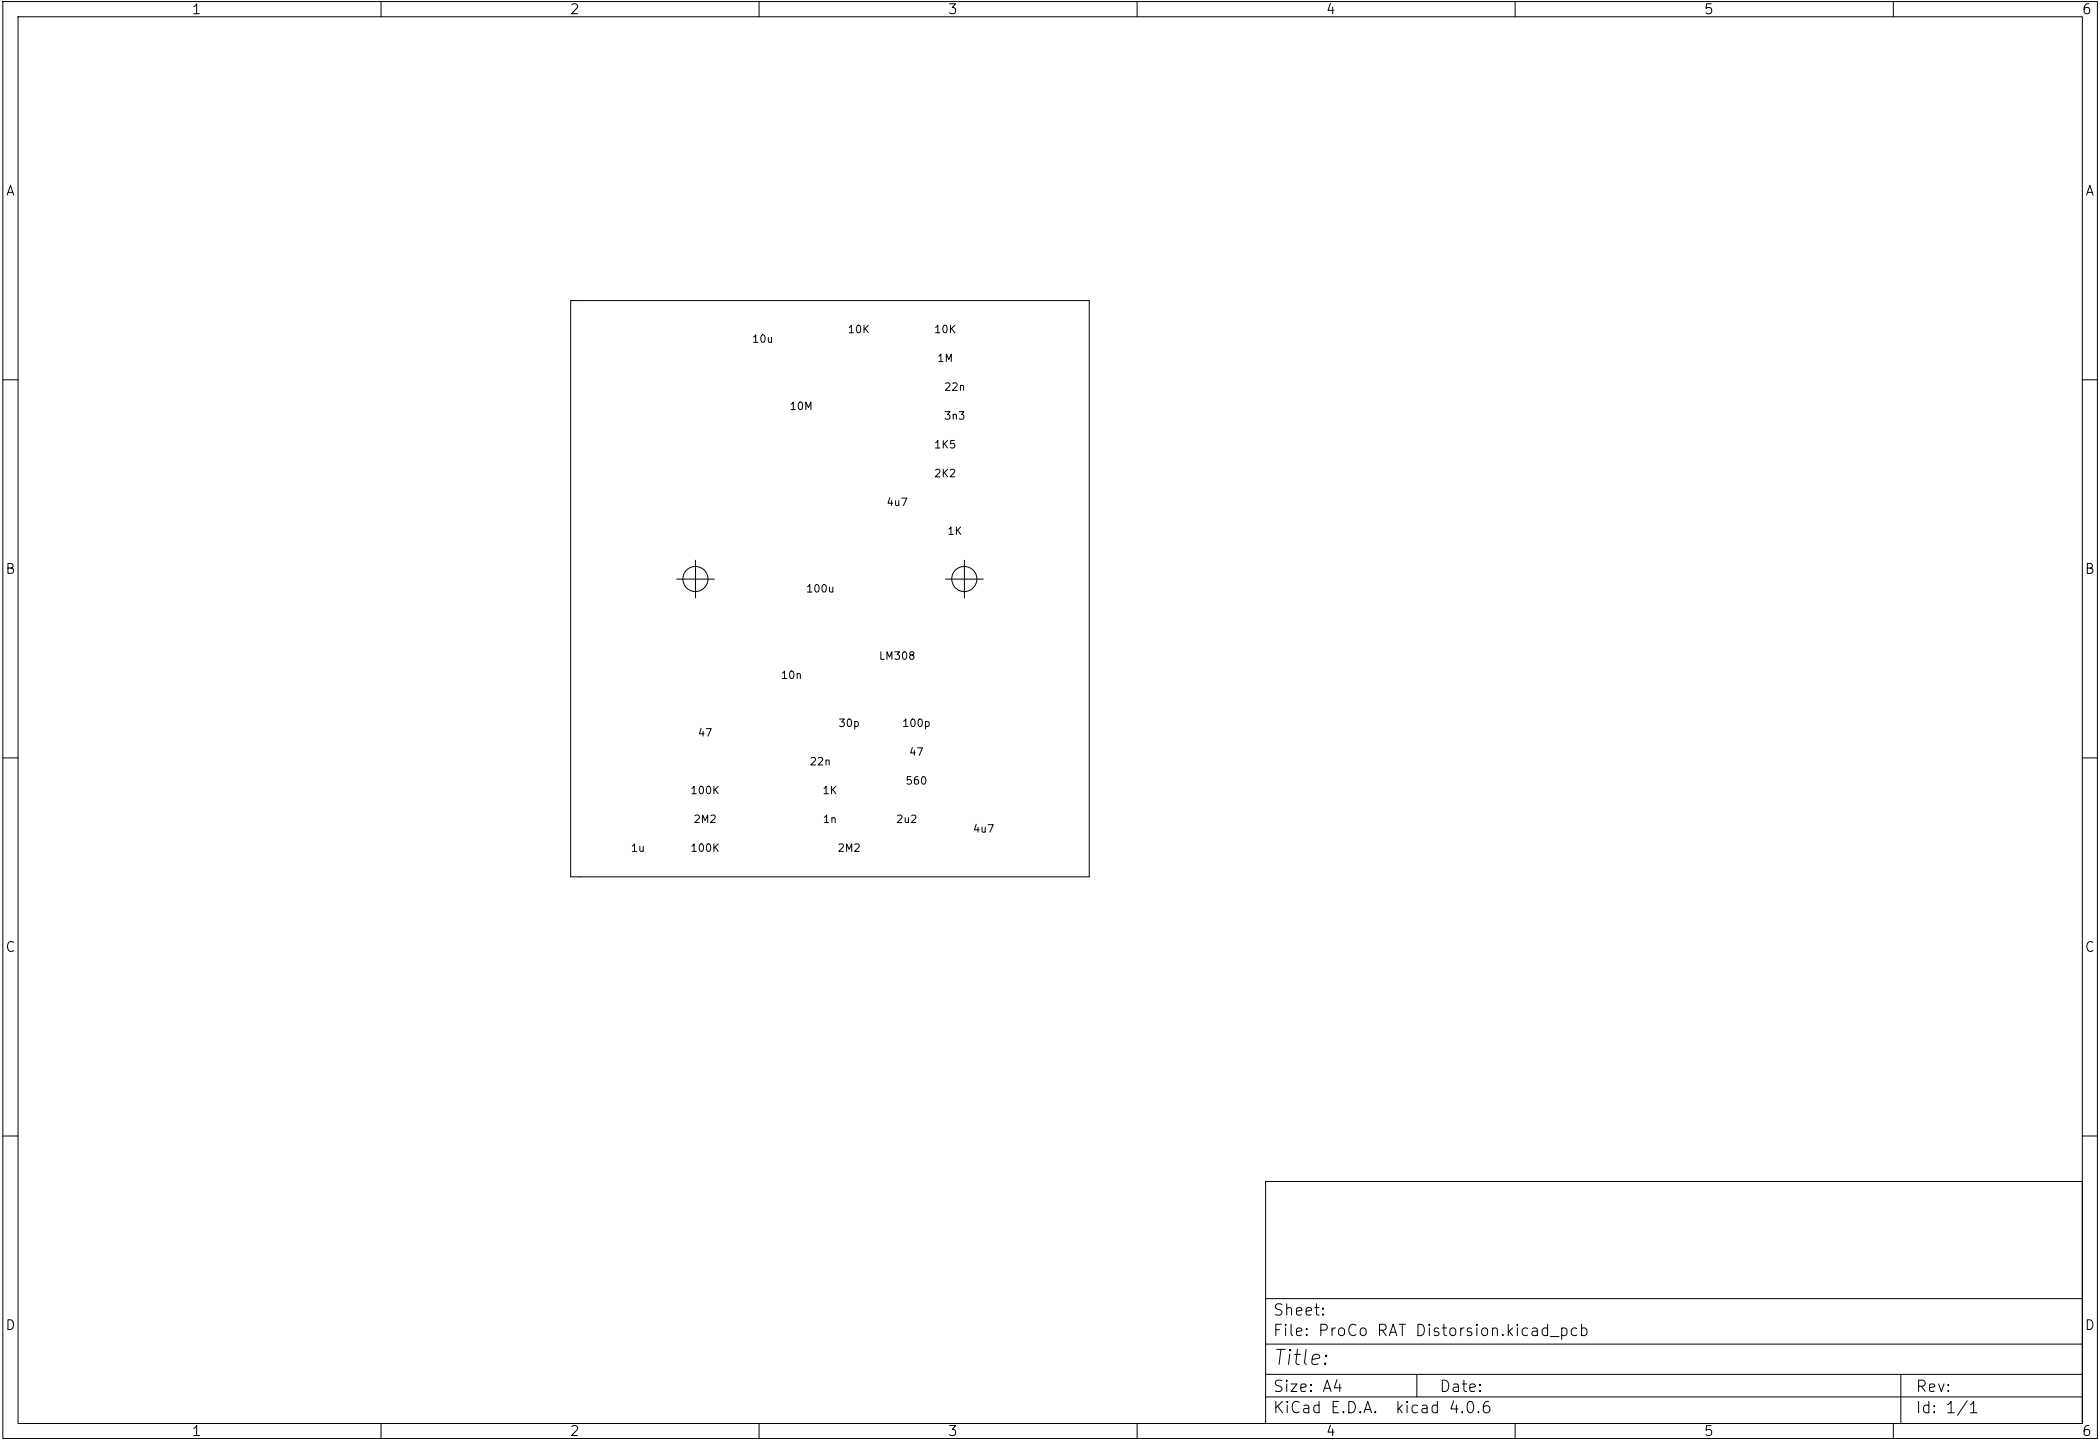 1 2 3 4 5 6
A A
10K 10K
10u
1M
22n
10M
3n3
1K5
2K2
4u7
1K
B B
100u
LM308
10n
30p 100p
47
47
22n
560
100K 1K
2M2 1n 2u2
4u7
1u 100K 2M2
C C
Sheet:
D D
File: ProCo RAT Distorsion.kicad_pcb
Title:
Size: A4 Date: Rev:
KiCad E.D.A. kicad 4.0.6 Id: 1/1
1 2 3 4 5 6